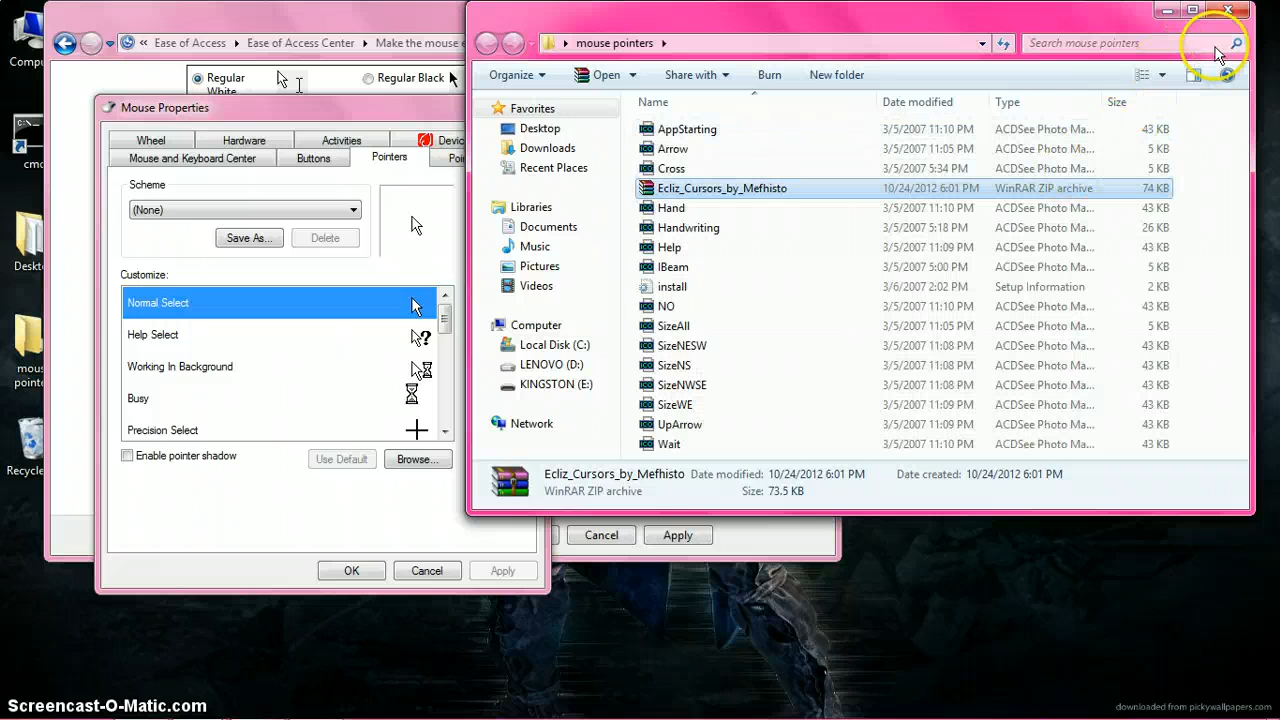 Compu
cmd
Deskto
mous
pointe
Recycle
Ease of Access
Ease of Access Center
Make the mouse e
Regular
White
Regular Black
Mouse Properties
Wheel
Hardware
Activities
Devic
Mouse and Keyboard Center
Buttons
Pointers
Poi
Scheme
(None)
Save As...
Delete
Customize:
Normal Select
Help Select
Working In Background
Busy
Precision Select
Enable pointer shadow
Use Default
Browse...
OK
Cancel
Apply
Cancel
Apply
mouse pointers
Search mouse pointers
Organize
Open
Share with
Burn
New folder
Favorites
Desktop
Downloads
Recent Places
Libraries
Documents
Music
Pictures
Videos
Computer
Local Disk (C:)
LENOVO (D:)
KINGSTON (E:)
Network
Name Date modified Type Size
AppStarting 3/5/2007 11:10 PM ACDSee Photo Ma... 43 KB
Arrow 3/5/2007 11:05 PM ACDSee Photo Ma... 5 KB
Cross 3/5/2007 5:34 PM ACDSee Photo Ma... 5 KB
Ecliz_Cursors_by_Mefhisto 10/24/2012 6:01 PM WinRAR ZIP archive 74 KB
Hand 3/5/2007 11:10 PM ACDSee Photo Ma... 43 KB
Handwriting 3/5/2007 5:18 PM ACDSee Photo Ma... 26 KB
Help 3/5/2007 11:09 PM ACDSee Photo Ma... 43 KB
IBeam 3/5/2007 5:00 PM ACDSee Photo Ma... 43 KB
install 3/6/2007 2:02 PM Setup Information 2 KB
NO 3/5/2007 11:10 PM ACDSee Photo Ma... 43 KB
SizeAll 3/5/2007 11:05 PM ACDSee Photo Ma... 5 KB
SizeNESW 3/5/2007 11:08 PM ACDSee Photo Ma... 43 KB
SizeNS 3/5/2007 11:08 PM ACDSee Photo Ma... 43 KB
SizeNWSE 3/5/2007 11:08 PM ACDSee Photo Ma... 43 KB
SizeWE 3/5/2007 11:09 PM ACDSee Photo Ma... 43 KB
UpArrow 3/5/2007 11:09 PM ACDSee Photo Ma... 43 KB
Wait 3/5/2007 11:10 PM ACDSee Photo Ma... 43 KB
Ecliz_Cursors_by_Mefhisto Date modified: 10/24/2012 6:01 PM Date created: 10/24/2012 6:01 PM
WinRAR ZIP archive Size: 73.5 KB
Screencast-O-Matic.com
downloaded from pickywallpapers.com